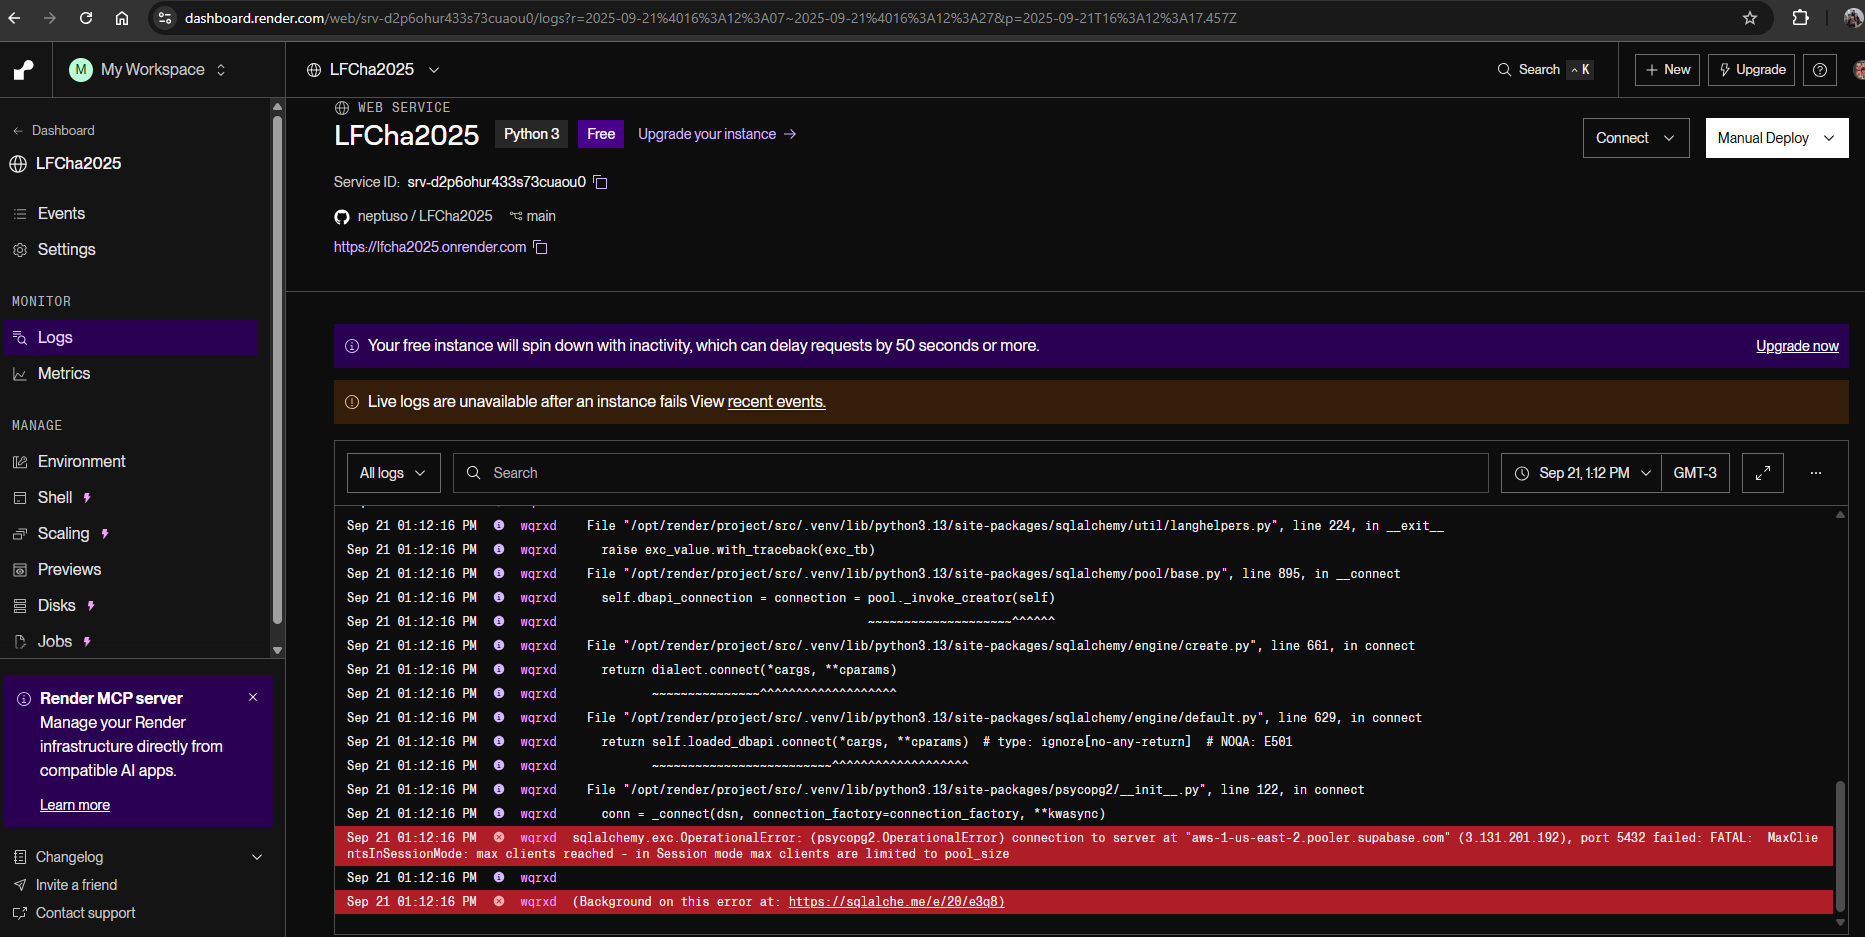 dashboard.render.com/web/srv-d2p6ohur433s73cuaou0/logs?r=2025-09-21%4016%3A12%3A07~2025-09-21%4016%3A12%3A27&p=2025-09-21T16%3A12%3A17.457Z
M My Workspace
LFCha2025
Search ^ K
+ New
Upgrade
← Dashboard
LFCha2025
Events
Settings
MONITOR
Logs
Metrics
MANAGE
Environment
Shell
Scaling
Previews
Disks
Jobs
Render MCP server
Manage your Render
infrastructure directly from
compatible AI apps.
Learn more
Changelog
Invite a friend
Contact support
WEB SERVICE
LFCha2025 Python 3 Free Upgrade your instance →
Connect
Manual Deploy
Service ID: srv-d2p6ohur433s73cuaou0
neptuso / LFCha2025 main
https://lfcha2025.onrender.com
Your free instance will spin down with inactivity, which can delay requests by 50 seconds or more.
Upgrade now
Live logs are unavailable after an instance fails View recent events.
All logs
Search
Sep 21, 1:12 PM
GMT-3
...
Sep 21 01:12:16 PM wqrxd File "/opt/render/project/src/.venv/lib/python3.13/site-packages/sqlalchemy/util/langhelpers.py", line 224, in __exit__
Sep 21 01:12:16 PM wqrxd raise exc_value.with_traceback(exc_tb)
Sep 21 01:12:16 PM wqrxd File "/opt/render/project/src/.venv/lib/python3.13/site-packages/sqlalchemy/pool/base.py", line 895, in __connect
Sep 21 01:12:16 PM wqrxd self.dbapi_connection = connection = pool._invoke_creator(self)
Sep 21 01:12:16 PM wqrxd ~~~~~~~~~~~~~~~~~~~~^^^^^^
Sep 21 01:12:16 PM wqrxd File "/opt/render/project/src/.venv/lib/python3.13/site-packages/sqlalchemy/engine/create.py", line 661, in connect
Sep 21 01:12:16 PM wqrxd return dialect.connect(*cargs, **cparams)
Sep 21 01:12:16 PM wqrxd ~~~~~~~~~~~~~~~^^^^^^^^^^^^^^^^^^^
Sep 21 01:12:16 PM wqrxd File "/opt/render/project/src/.venv/lib/python3.13/site-packages/sqlalchemy/engine/default.py", line 629, in connect
Sep 21 01:12:16 PM wqrxd return self.loaded_dbapi.connect(*cargs, **cparams) # type: ignore[no-any-return] # NOQA: E501
Sep 21 01:12:16 PM wqrxd ~~~~~~~~~~~~~~~~~~~~~~~~~^^^^^^^^^^^^^^^^^^^
Sep 21 01:12:16 PM wqrxd File "/opt/render/project/src/.venv/lib/python3.13/site-packages/psycopg2/__init__.py", line 122, in connect
Sep 21 01:12:16 PM wqrxd conn = _connect(dsn, connection_factory=connection_factory, **kwasync)
Sep 21 01:12:16 PM wqrxd sqlalchemy.exc.OperationalError: (psycopg2.OperationalError) connection to server at "aws-1-us-east-2.pooler.supabase.com" (3.131.201.192), port 5432 failed: FATAL: MaxClie
ntsInSessionMode: max clients reached - in Session mode max clients are limited to pool_size
Sep 21 01:12:16 PM wqrxd
Sep 21 01:12:16 PM wqrxd (Background on this error at: https://sqlalche.me/e/20/e3q8)